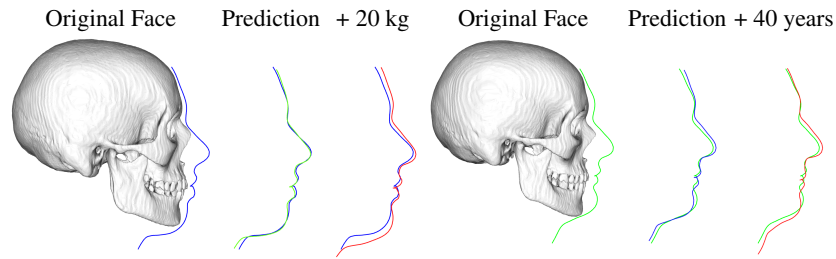 Original Face Prediction + 20 kg Original Face Prediction + 40 years